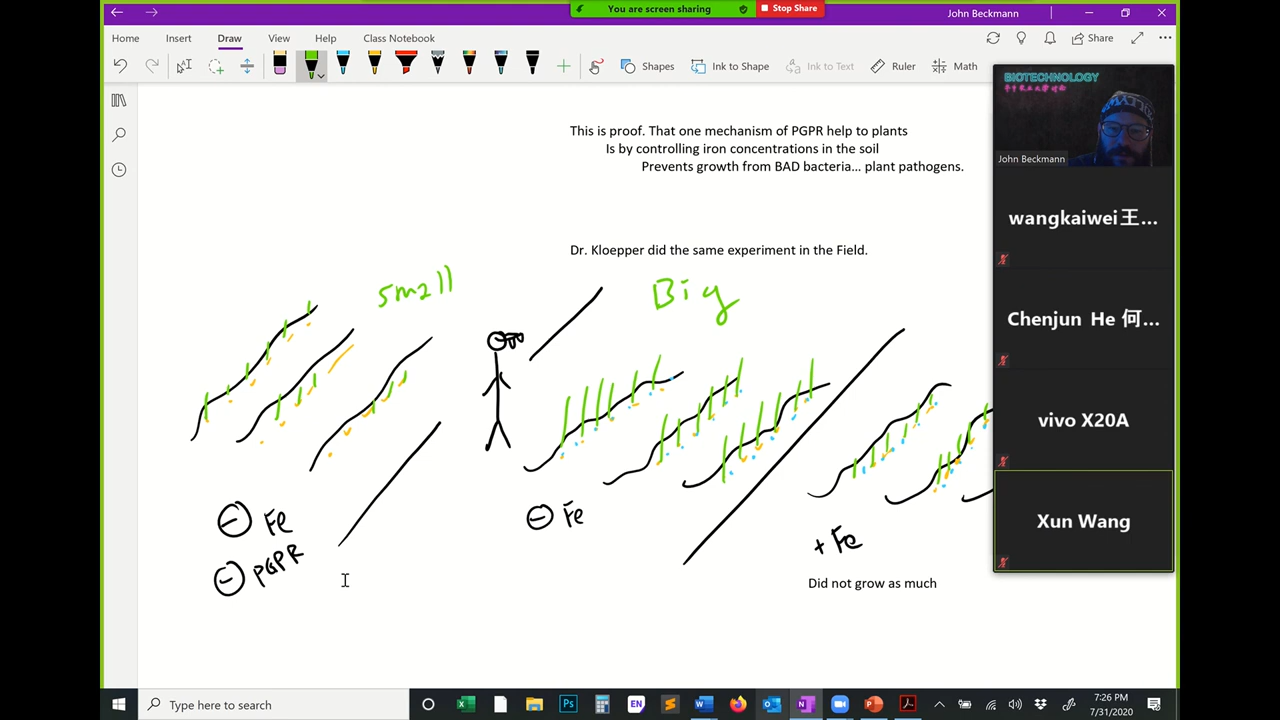 You are screen sharing
Stop Share
John Beckmann
Home Insert Draw View Help Class Notebook
Share
Shapes Ink to Shape Ink to Text Ruler Math
This is proof. That one mechanism of PGPR help to plants
Is by controlling iron concentrations in the soil
Prevents growth from BAD bacteria... plant pathogens.
Dr. Kloepper did the same experiment in the Field.
small
Big
- Fe
- PGPR
- Fe
+ Fe
Did not grow as much
BIOTECHNOLOGY
John Beckmann
wangkaiwei王...
Chenjun He 何...
vivo X20A
Xun Wang
Type here to search
EN
7:26 PM
7/31/2020